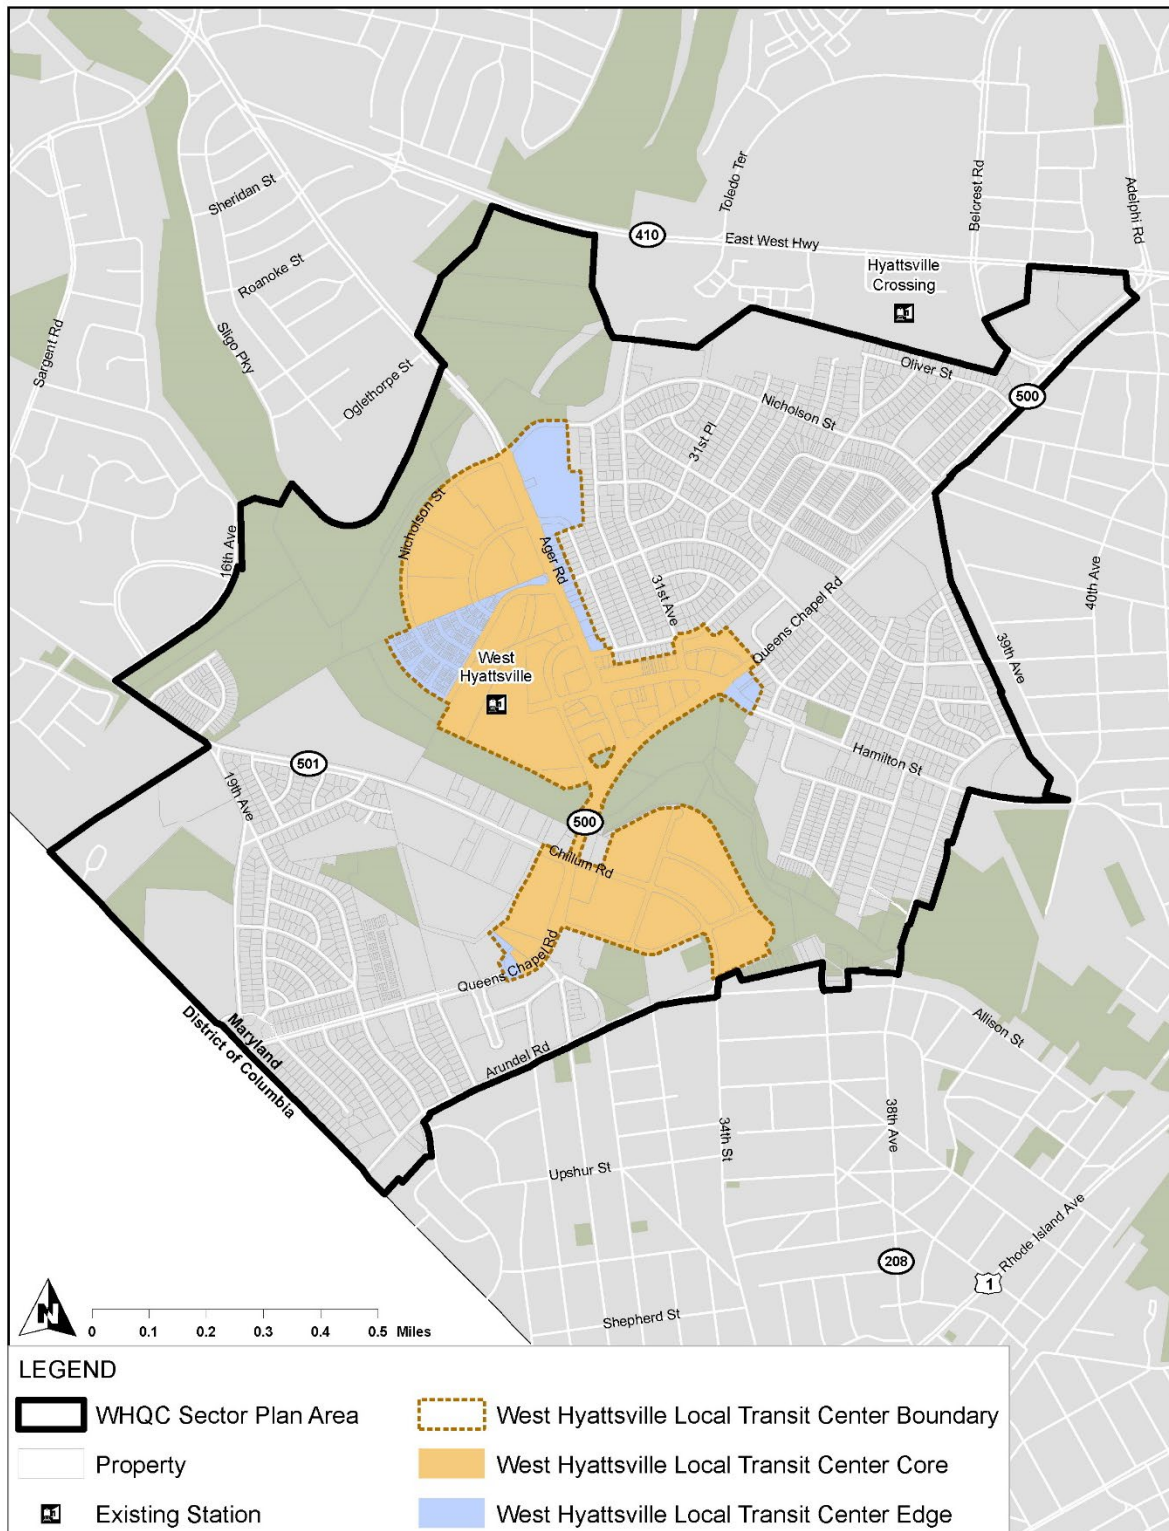 Toledo Ter
Belcrest Rd
Adelphi Rd
Sheridan St
410
East West Hwy
Roanoke St
Hyattsville
Crossing
Sargent Rd
Sligo Pky
Oglethorpe St
Oliver St
500
Nicholson St
31st Pl
Nicholson St
16th Ave
Ager Rd
31st Ave
40th Ave
Queens Chapel Rd
39th Ave
West
Hyattsville
Hamilton St
501
19th Ave
500
Chillum Rd
Queens Chapel Rd
Maryland
District of Columbia
Arundel Rd
Allison St
34th St
38th Ave
Upshur St
Rhode Island Ave
208
1
Shepherd St
N
0 0.1 0.2 0.3 0.4 0.5 Miles
LEGEND
WHQC Sector Plan Area
West Hyattsville Local Transit Center Boundary
Property
West Hyattsville Local Transit Center Core
Existing Station
West Hyattsville Local Transit Center Edge